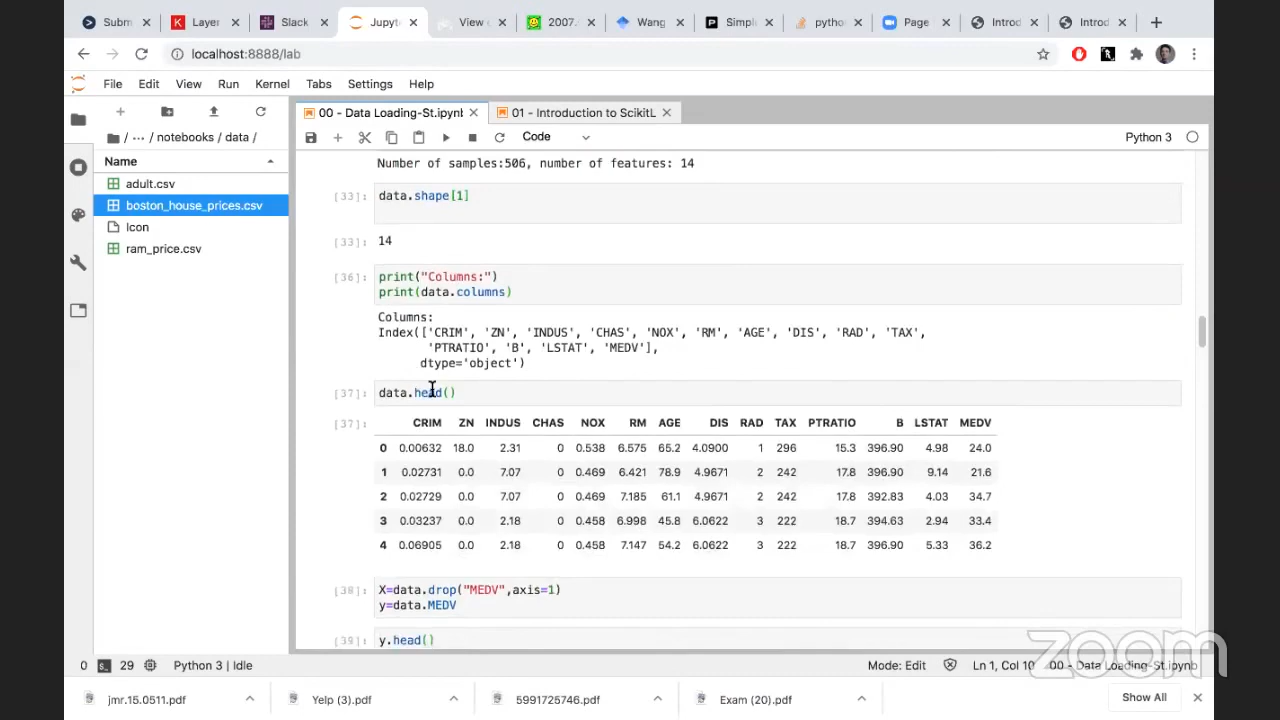 Subm
Layer
Slack
Jupyt
View c
2007.
Wang
Simpl
python
Page
Introd
Introd
localhost:8888/lab
File Edit View Run Kernel Tabs Settings Help
00 - Data Loading-St.ipynb
01 - Introduction to ScikitL
/ ··· / notebooks / data /
Code
Python 3
Name
adult.csv
boston_house_prices.csv
Icon
ram_price.csv
Number of samples:506, number of features: 14
[33]: data.shape[1]
[33]: 14
[36]: print("Columns:")
print(data.columns)
Columns:
Index(['CRIM', 'ZN', 'INDUS', 'CHAS', 'NOX', 'RM', 'AGE', 'DIS', 'RAD', 'TAX',
'PTRATIO', 'B', 'LSTAT', 'MEDV'],
dtype='object')
[37]: data.head()
[37]: CRIM ZN INDUS CHAS NOX RM AGE DIS RAD TAX PTRATIO B LSTAT MEDV
0 0.00632 18.0 2.31 0 0.538 6.575 65.2 4.0900 1 296 15.3 396.90 4.98 24.0
1 0.02731 0.0 7.07 0 0.469 6.421 78.9 4.9671 2 242 17.8 396.90 9.14 21.6
2 0.02729 0.0 7.07 0 0.469 7.185 61.1 4.9671 2 242 17.8 392.83 4.03 34.7
3 0.03237 0.0 2.18 0 0.458 6.998 45.8 6.0622 3 222 18.7 394.63 2.94 33.4
4 0.06905 0.0 2.18 0 0.458 7.147 54.2 6.0622 3 222 18.7 396.90 5.33 36.2
[38]: X=data.drop("MEDV",axis=1)
y=data.MEDV
[39]: y.head()
zoom
0 29 Python 3 | Idle
Mode: Edit Ln 1, Col 10 00 - Data Loading-St.ipynb
jmr.15.0511.pdf
Yelp (3).pdf
5991725746.pdf
Exam (20).pdf
Show All